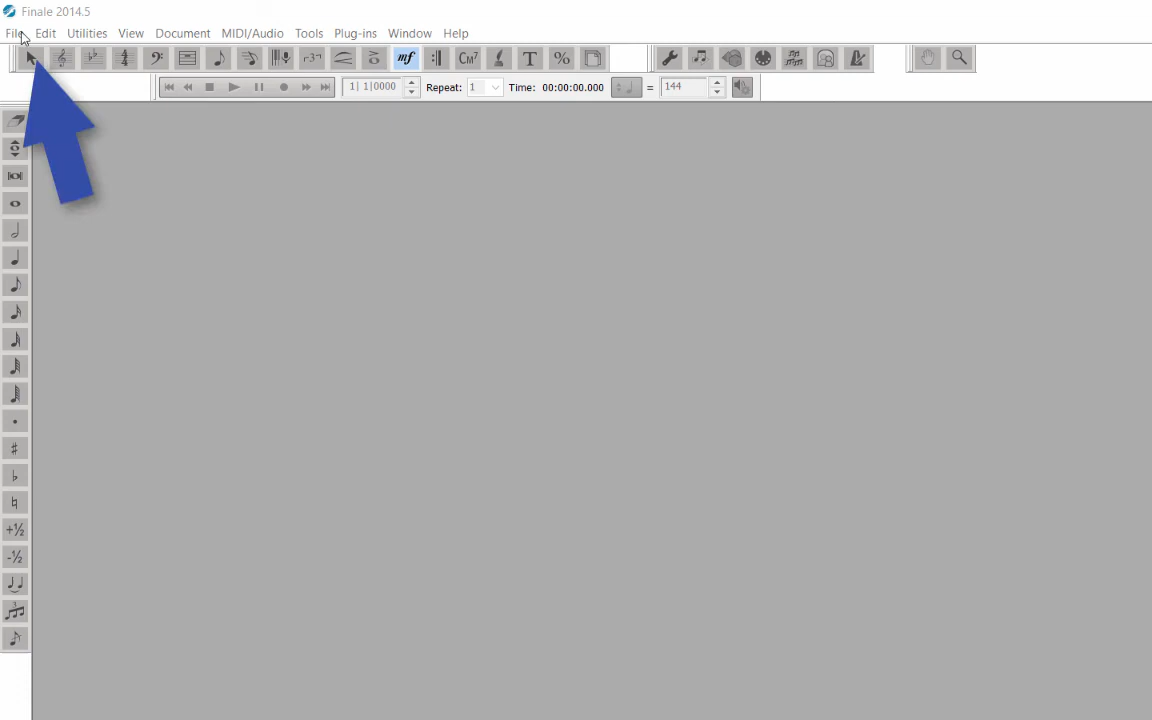 Finale 2014.5
File Edit Utilities View Document MIDI/Audio Tools Plug-ins Window Help
mf CM7 T %
1| 1|0000 Repeat: 1 Time: 00:00:00.000 = 144
+½
-½
3